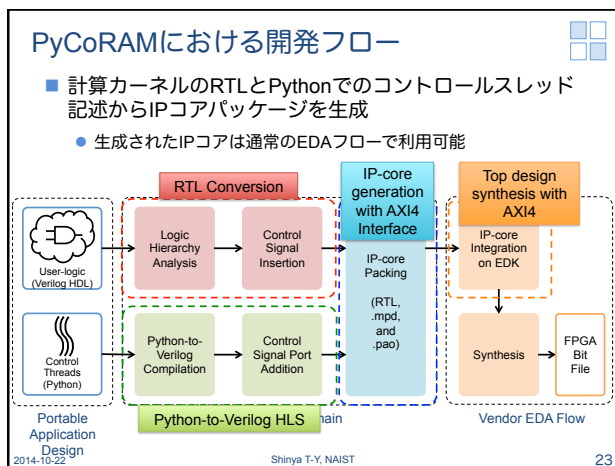 PyCoRAMにおける開発フロー
計算カーネルのRTLとPythonでのコントロールスレッド
記述からIPコアパッケージを生成
生成されたIPコアは通常のEDAフローで利用可能
RTL Conversion
IP-core
generation
with AXI4
Interface
Top design
synthesis with
AXI4
User-logic
(Verilog HDL)
Logic
Hierarchy
Analysis
Control
Signal
Insertion
IP-core
Packing
(RTL,
.mpd,
and
.pao)
IP-core
Integration
on EDK
Control
Threads
(Python)
Python-to-
Verilog
Compilation
Control
Signal Port
Addition
Synthesis
FPGA
Bit
File
Python-to-Verilog HLS
Portable
Application
Design
Vendor EDA Flow
2014-10-22
Shinya T-Y, NAIST
23